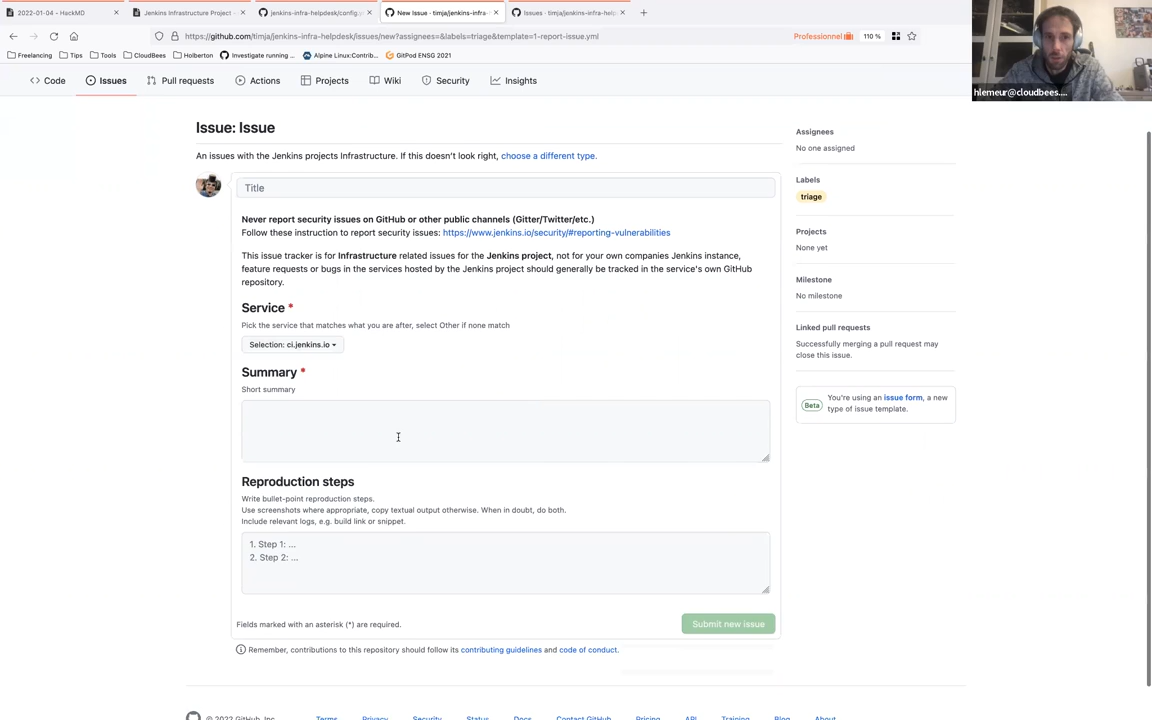 2022-01-04 - HackMD
Jenkins Infrastructure Project -
jenkins-infra-helpdesk/config.y
New Issue · timja/jenkins-infra-
Issues · timja/jenkins-infra-hel
https://github.com/timja/jenkins-infra-helpdesk/issues/new?assignees=&labels=triage&template=1-report-issue.yml
Professionnel
110 %
Freelancing
Tips
Tools
CloudBees
Holberton
Investigate running ...
Alpine Linux:Contrib...
GitPod ENSG 2021
hlemeur@cloudbees....
Code
Issues
Pull requests
Actions
Projects
Wiki
Security
Insights
Issue: Issue
An issues with the Jenkins projects Infrastructure. If this doesn't look right, choose a different type.
Title
Never report security issues on GitHub or other public channels (Gitter/Twitter/etc.)
Follow these instruction to report security issues: https://www.jenkins.io/security/#reporting-vulnerabilities
This issue tracker is for Infrastructure related issues for the Jenkins project, not for your own companies Jenkins instance,
feature requests or bugs in the services hosted by the Jenkins project should generally be tracked in the service's own GitHub
repository.
Service *
Pick the service that matches what you are after, select Other if none match
Selection: ci.jenkins.io
Summary *
Short summary
Reproduction steps
Write bullet-point reproduction steps.
Use screenshots where appropriate, copy textual output otherwise. When in doubt, do both.
Include relevant logs, e.g. build link or snippet.
1. Step 1: ...
2. Step 2: ...
Fields marked with an asterisk (*) are required.
Submit new issue
Remember, contributions to this repository should follow its contributing guidelines and code of conduct.
Assignees
No one assigned
Labels
triage
Projects
None yet
Milestone
No milestone
Linked pull requests
Successfully merging a pull request may
close this issue.
Beta
You're using an issue form, a new
type of issue template.
© 2022 GitHub, Inc.
Terms
Privacy
Security
Status
Docs
Contact GitHub
Pricing
API
Training
Blog
About